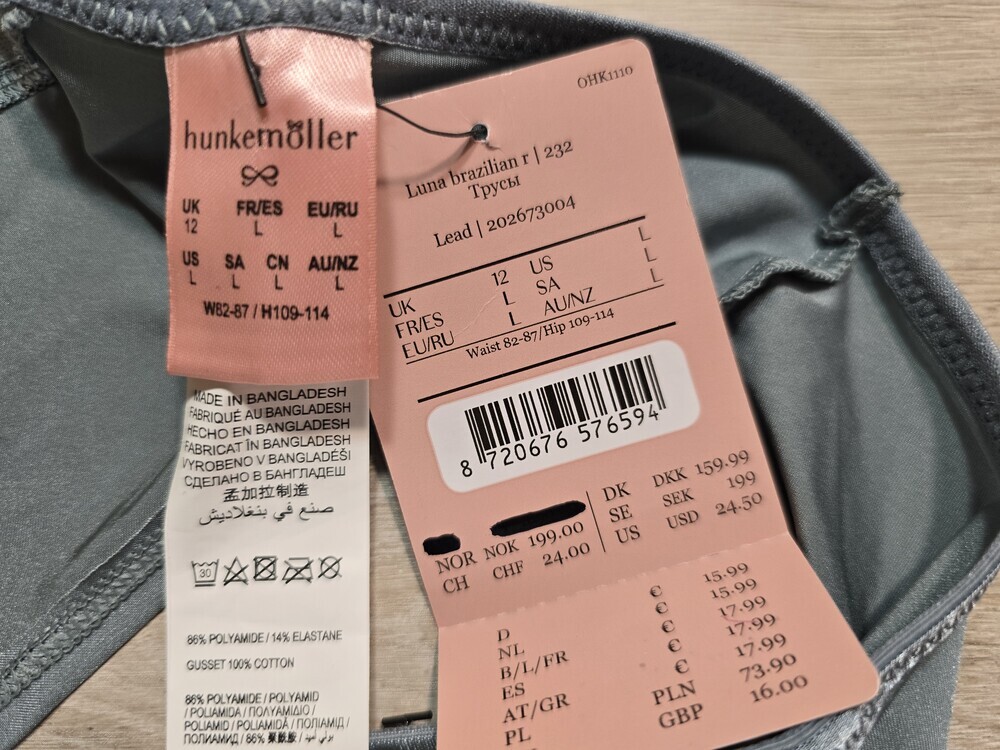 hunkemöller
UK FR/ES EU/RU
12 L L
US SA CN AU/NZ
L L L L
W82-87 / H109-114
MADE IN BANGLADESH
FABRIQUÉ AU BANGLADESH
HECHO EN BANGLADESH
FABRICAT ÎN BANGLADESH
VYROBENO V BANGLADÉŠI
СДЕЛАНО В БАНГЛАДЕШ
孟加拉制造
صنع في بنغلاديش
30
86% POLYAMIDE / 14% ELASTANE
GUSSET 100% COTTON
86% POLYAMIDE / POLYAMID
/ POLIAMIDA / ΠΟΛΥΑΜΙΔΙΟ /
POLIAMID / POLIAMIDĂ / ПОЛІАМІД /
ПОЛИАМИД / 86% 聚酰胺 /
OHK1110
Luna brazilian r | 232
Трусы
Lead | 202673004
UK 12 US L
FR/ES L SA L
EU/RU L AU/NZ L
Waist 82-87/Hip 109-114
8 720676 576594
NOR NOK 199.00
CH CHF 24.00
DK DKK 159.99
SE SEK 199
US USD 24.50
D € 15.99
NL € 15.99
B/L/FR € 17.99
ES € 17.99
AT/GR € 17.99
PL PLN 73.90
GBP 16.00